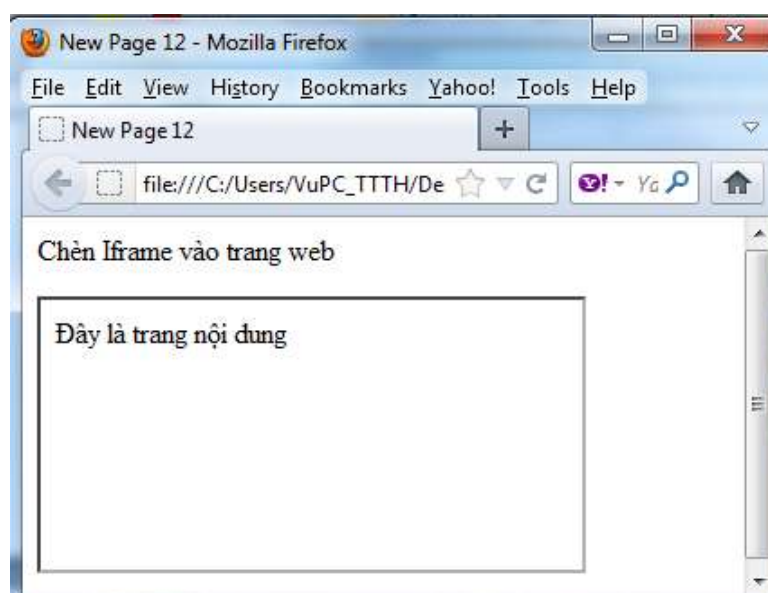 New Page 12 - Mozilla Firefox
File Edit View History Bookmarks Yahoo! Tools Help
New Page 12
file:///C:/Users/VuPC_TTTH/De
Chèn Iframe vào trang web
Đây là trang nội dung